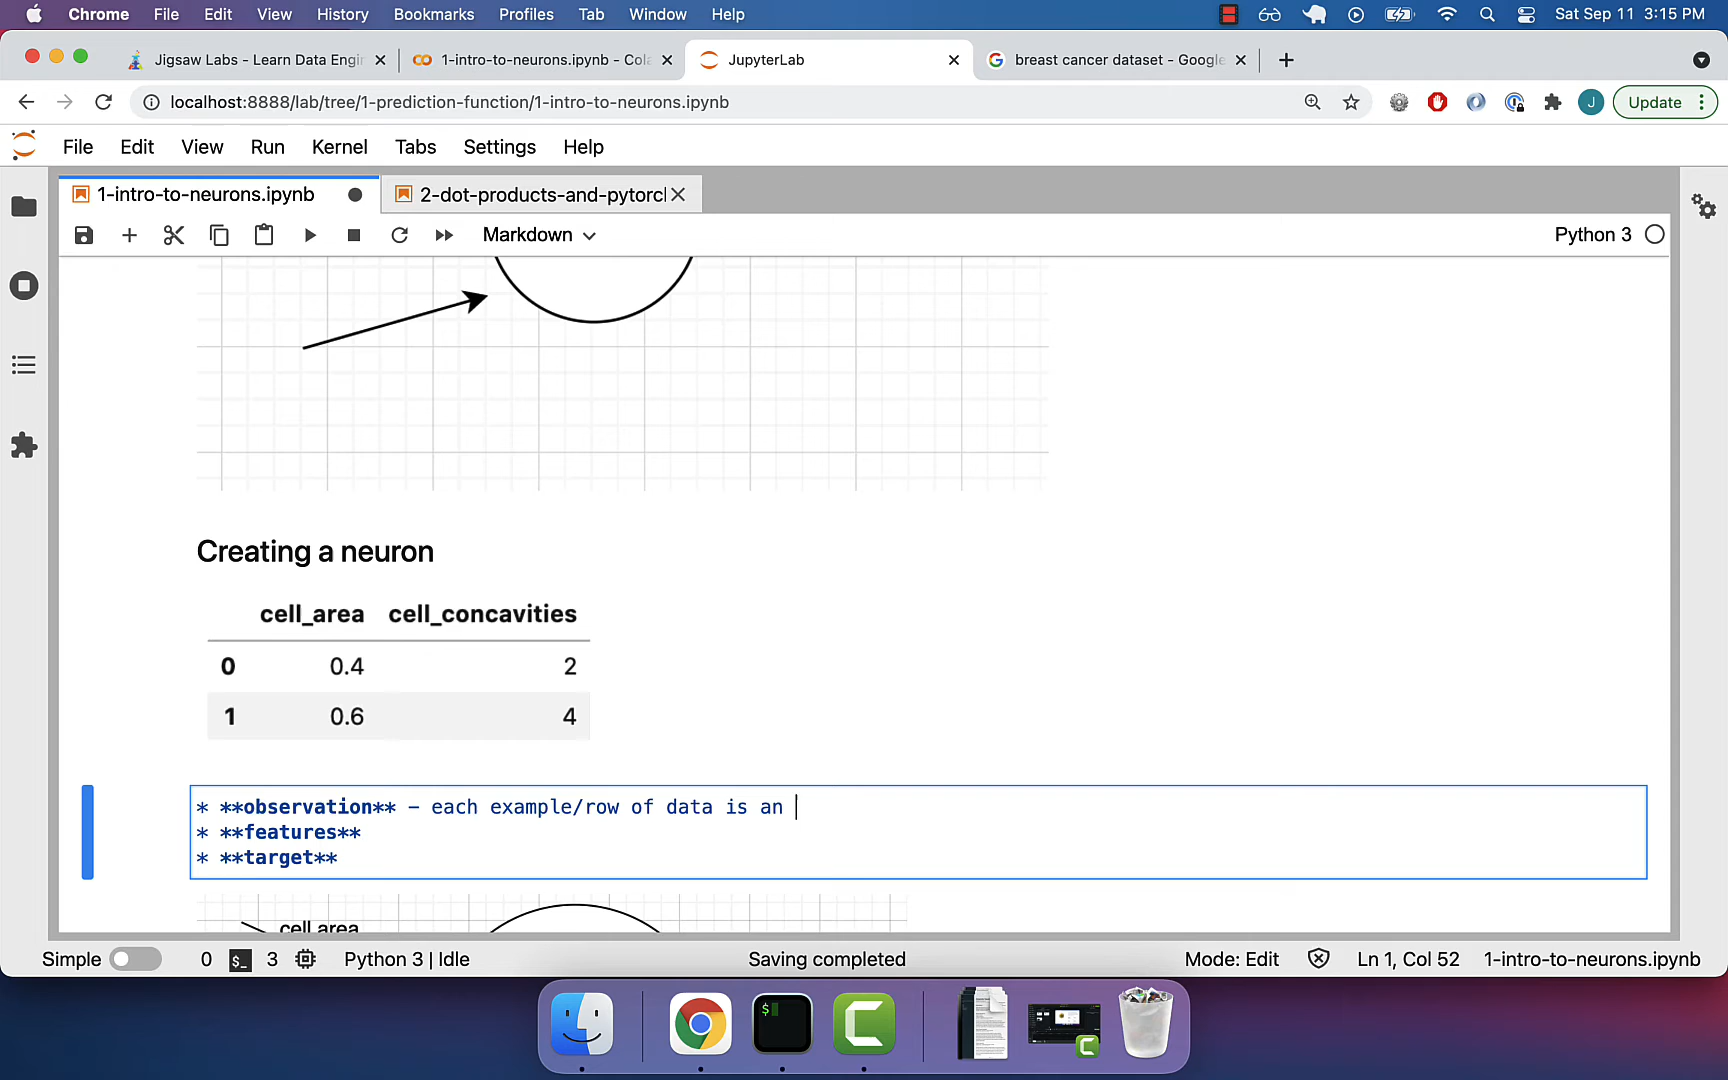 Chrome File Edit View History Bookmarks Profiles Tab Window Help Sat Sep 11 3:15 PM
Jigsaw Labs - Learn Data Engin 1-intro-to-neurons.ipynb - Cola JupyterLab breast cancer dataset - Google
localhost:8888/lab/tree/1-prediction-function/1-intro-to-neurons.ipynb J Update
File Edit View Run Kernel Tabs Settings Help
1-intro-to-neurons.ipynb 2-dot-products-and-pytorcl
Markdown Python 3
Creating a neuron
cell_area cell_concavities
0 0.4 2
1 0.6 4
* **observation** - each example/row of data is an
* **features**
* **target**
cell area
Simple 0 $_ 3 Python 3 | Idle Saving completed Mode: Edit Ln 1, Col 52 1-intro-to-neurons.ipynb
$ C
C